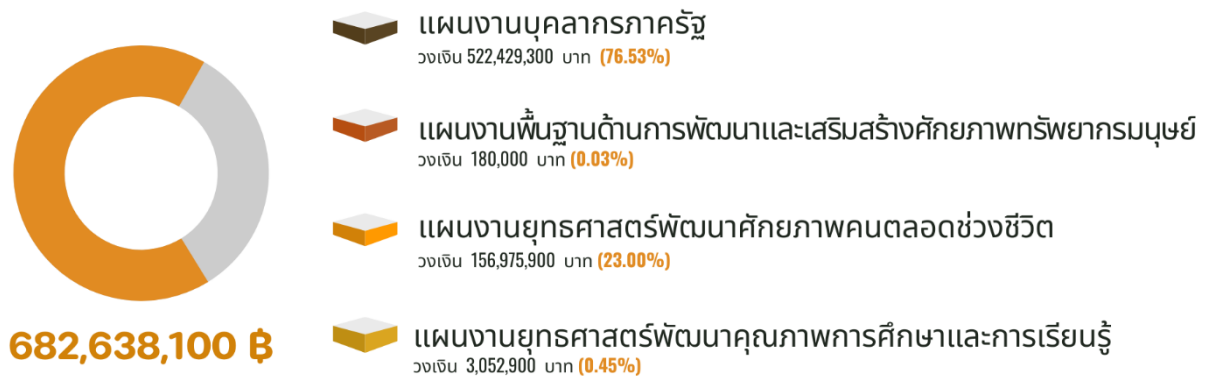 แผนงานบุคลากรภาครัฐ
วงเงิน 522,429,300 บาท (76.53%)
แผนงานพื้นฐานด้านการพัฒนาและเสริมสร้างศักยภาพทรัพยากรมนุษย์
วงเงิน 180,000 บาท (0.03%)
แผนงานยุทธศาสตร์พัฒนาศักยภาพคนตลอดช่วงชีวิต
วงเงิน 156,975,900 บาท (23.00%)
682,638,100 ฿
แผนงานยุทธศาสตร์พัฒนาคุณภาพการศึกษาและการเรียนรู้
วงเงิน 3,052,900 บาท (0.45%)